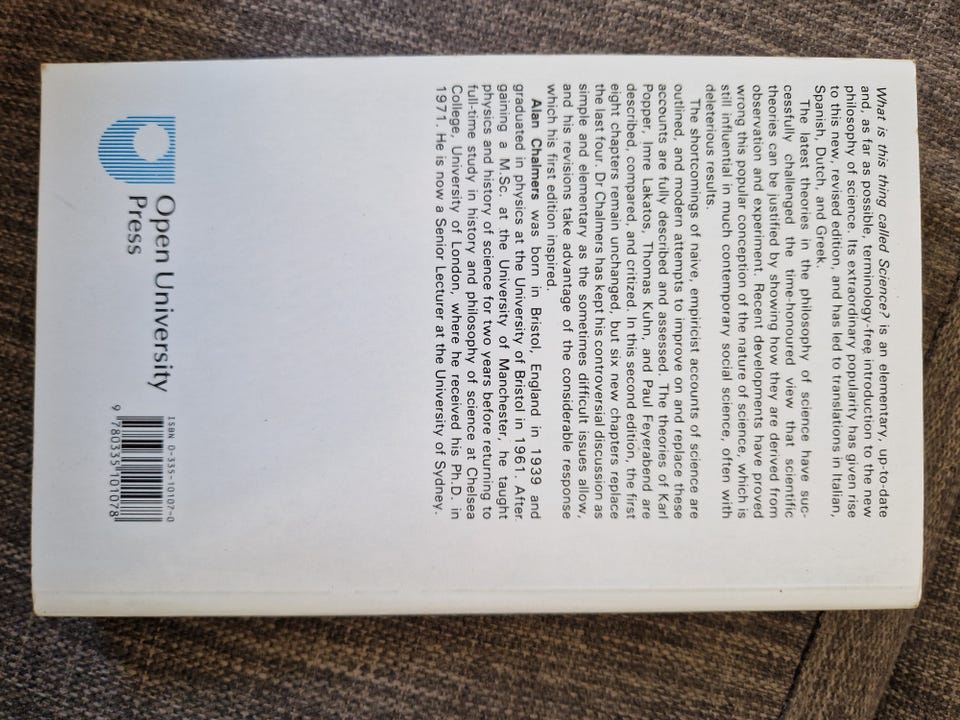 What is this thing called Science? is an elementary, up-to-date
and, as far as possible, terminology-free introduction to the new
philosophy of science. Its extraordinary popularity has given rise
to this new, revised edition, and has led to translations in Italian,
Spanish, Dutch, and Greek.
The latest theories in the philosophy of science have suc-
cessfully challenged the time-honoured view that scientific
theories can be justified by showing how they are derived from
observation and experiment. Recent developments have proved
wrong this popular conception of the nature of science, which is
still influential in much contemporary social science, often with
deleterious results.
The shortcomings of naive, empiricist accounts of science are
outlined, and modern attempts to improve on and replace these
accounts are fully described and assessed. The theories of Karl
Popper, Imre Lakatos, Thomas Kuhn, and Paul Feyerabend are
described, compared, and critized. In this second edition, the first
eight chapters remain unchanged, but six new chapters replace
the last four. Dr Chalmers has kept his controversial discussion as
simple and elementary as the sometimes difficult issues allow,
and his revisions take advantage of the considerable response
which his first edition inspired.
Alan Chalmers was born in Bristol, England in 1939 and
graduated in physics at the University of Bristol in 1961. After
gaining a M.Sc. at the University of Manchester, he taught
physics and history of science for two years before returning to
full-time study in history and philosophy of science at Chelsea
College, University of London, where he received his Ph.D. in
1971. He is now a Senior Lecturer at the University of Sydney.
Open University
Press
ISBN 0-335-10107-0
9 780335 101078